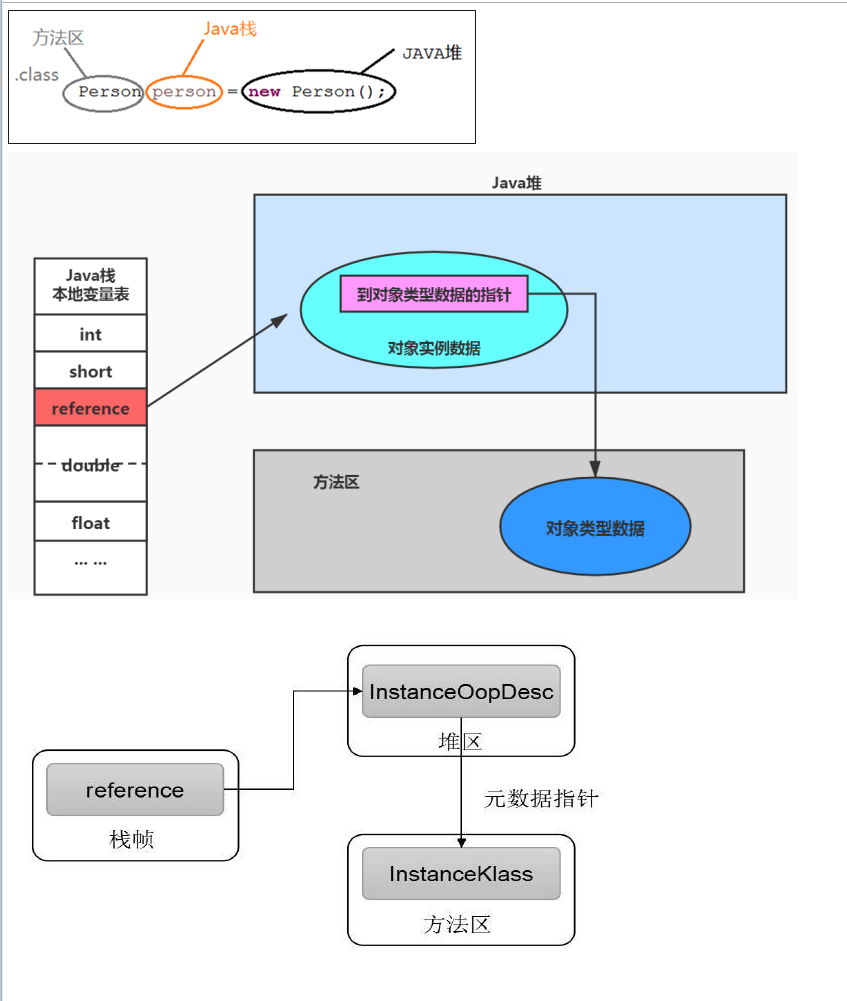 方法区
Java栈
JAVA堆
.class
Person person = new Person();
Java堆
Java栈
本地变量表
int
short
reference
double
float
... ...
到对象类型数据的指针
对象实例数据
方法区
对象类型数据
InstanceOopDesc
堆区
reference
栈帧
元数据指针
InstanceKlass
方法区